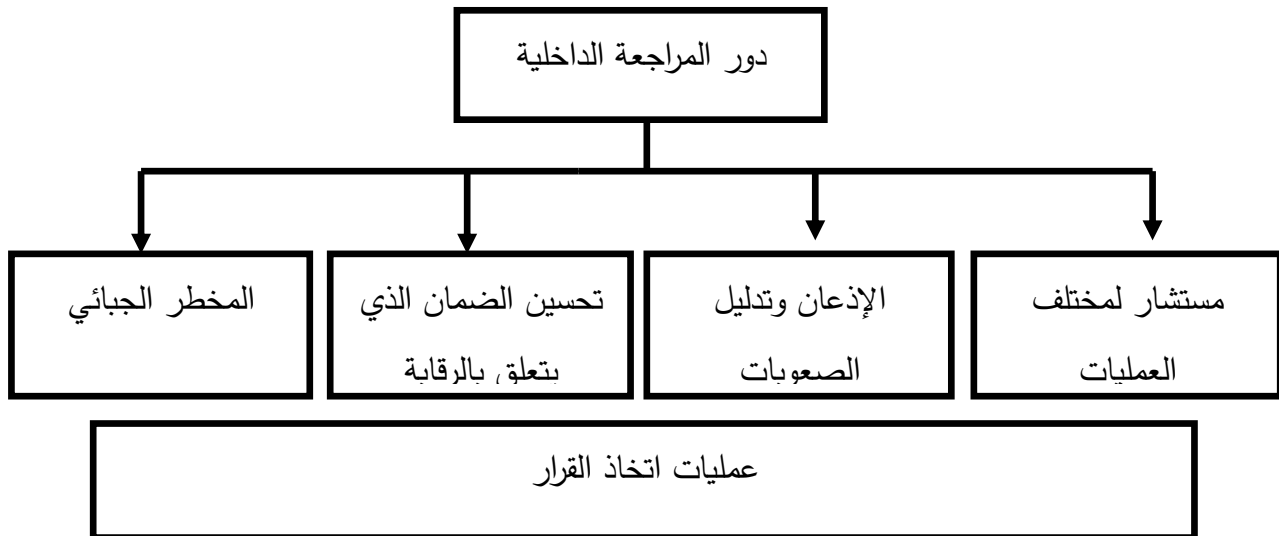 دور المراجعة الداخلية
مستشار لمختلف
العمليات
الإذعان وتدليل
الصعوبات
تحسين الضمان الذي
يتعلق بالرقابة
المخطر الجبائي
عمليات اتخاذ القرار